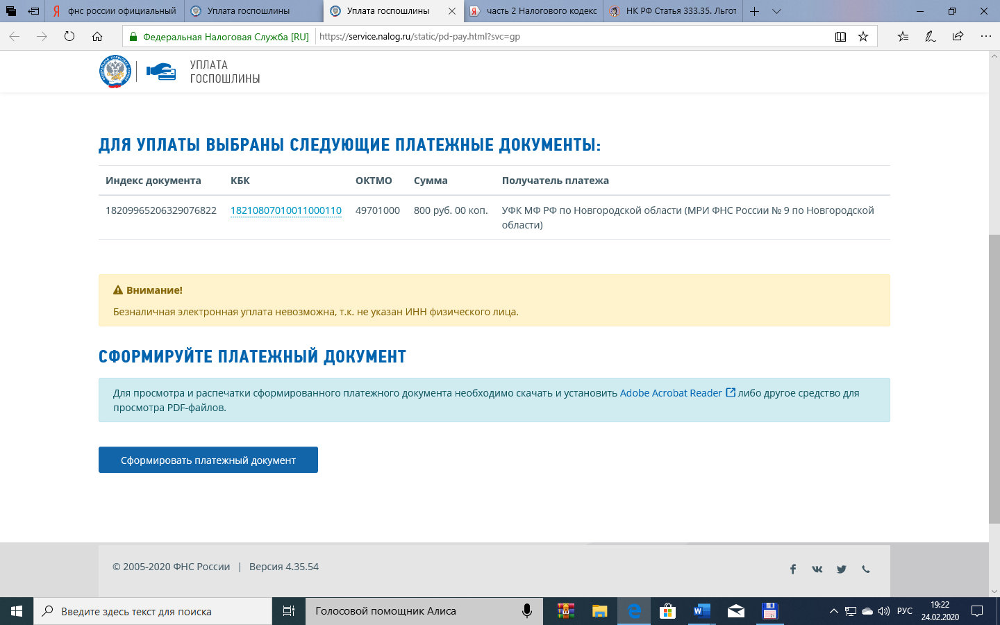 фнс россии официальный
Уплата госпошлины
Уплата госпошлины
часть 2 Налогового кодекс
НК РФ Статья 333.35. Льгот
Федеральная Налоговая Служба [RU]
https://service.nalog.ru/static/pd-pay.html?svc=gp
УПЛАТА
ГОСПОШЛИНЫ
ДЛЯ УПЛАТЫ ВЫБРАНЫ СЛЕДУЮЩИЕ ПЛАТЕЖНЫЕ ДОКУМЕНТЫ:
Индекс документа КБК ОКТМО Сумма Получатель платежа
18209965206329076822 18210807010011000110 49701000 800 руб. 00 коп. УФК МФ РФ по Новгородской области (МРИ ФНС России № 9 по Новгородской
области)
Внимание!
Безналичная электронная уплата невозможна, т.к. не указан ИНН физического лица.
СФОРМИРУЙТЕ ПЛАТЕЖНЫЙ ДОКУМЕНТ
Для просмотра и распечатки сформированного платежного документа необходимо скачать и установить Adobe Acrobat Reader либо другое средство для
просмотра PDF-файлов.
Сформировать платежный документ
© 2005-2020 ФНС России | Версия 4.35.54
Введите здесь текст для поиска
Голосовой помощник Алиса
РУС
19:22
24.02.2020